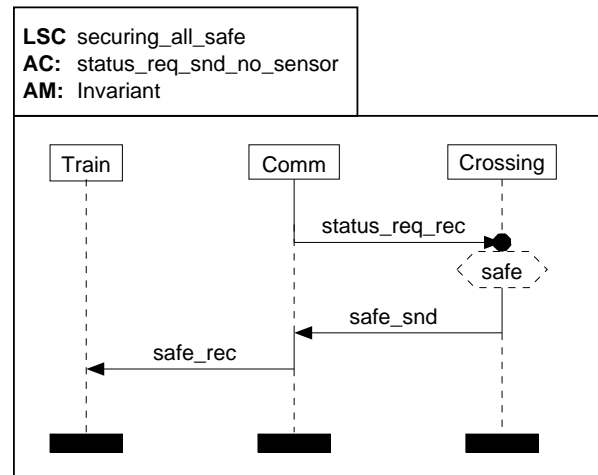 LSC securing_all_safe
AC: status_req_snd_no_sensor
AM: Invariant
Train Comm Crossing
status_req_rec
safe
safe_snd
safe_rec